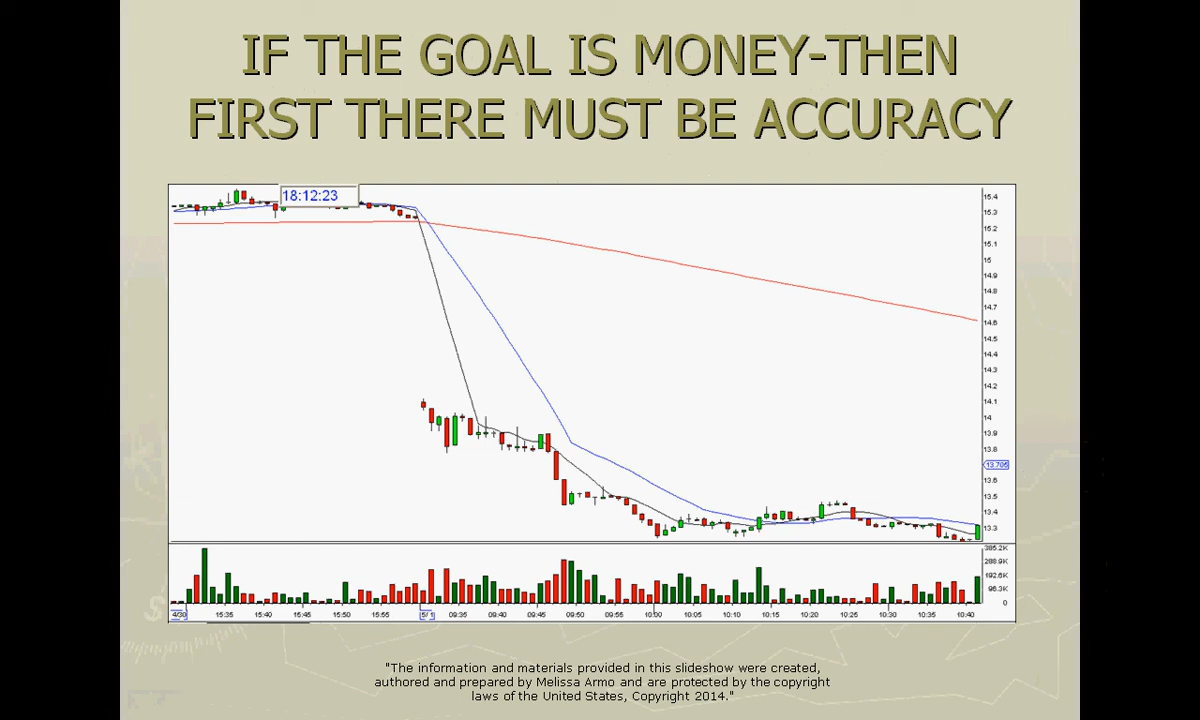 IF THE GOAL IS MONEY-THEN
FIRST THERE MUST BE ACCURACY
18:12:23
15.4
15.3
15.2
15.1
15
14.9
14.8
14.7
14.6
14.5
14.4
14.3
14.2
14.1
14
13.9
13.8
13.705
13.6
13.5
13.4
13.3
385.2K
288.9K
192.6K
96.3K
0
4/30 15:35 15:40 15:45 15:50 15:55 5/1 09:35 09:40 09:45 09:50 09:55 10:00 10:05 10:10 10:15 10:20 10:25 10:30 10:35 10:40
"The information and materials provided in this slideshow were created,
authored and prepared by Melissa Armo and are protected by the copyright
laws of the United States, Copyright 2014."